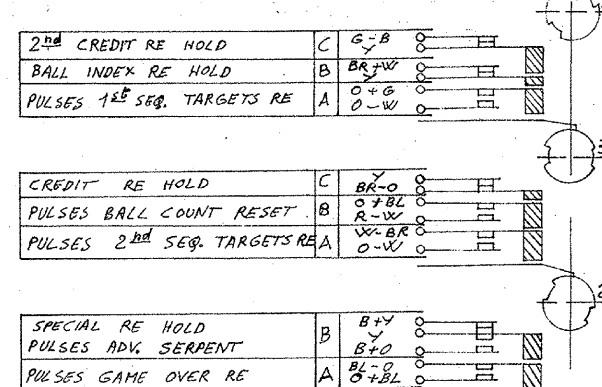 2nd CREDIT RE HOLD C G-B
Y
BALL INDEX RE HOLD B BR+W
Y
PULSES 1st SEQ. TARGETS RE A O+G
O-W
CREDIT RE HOLD C Y
BR-O
PULSES BALL COUNT RESET B O+BL
R-W
PULSES 2nd SEQ. TARGETS RE A W-BR
O-W
SPECIAL RE HOLD B B+Y
Y
PULSES ADV. SERPENT B+O
PULSES GAME OVER RE A BL-O
O+BL